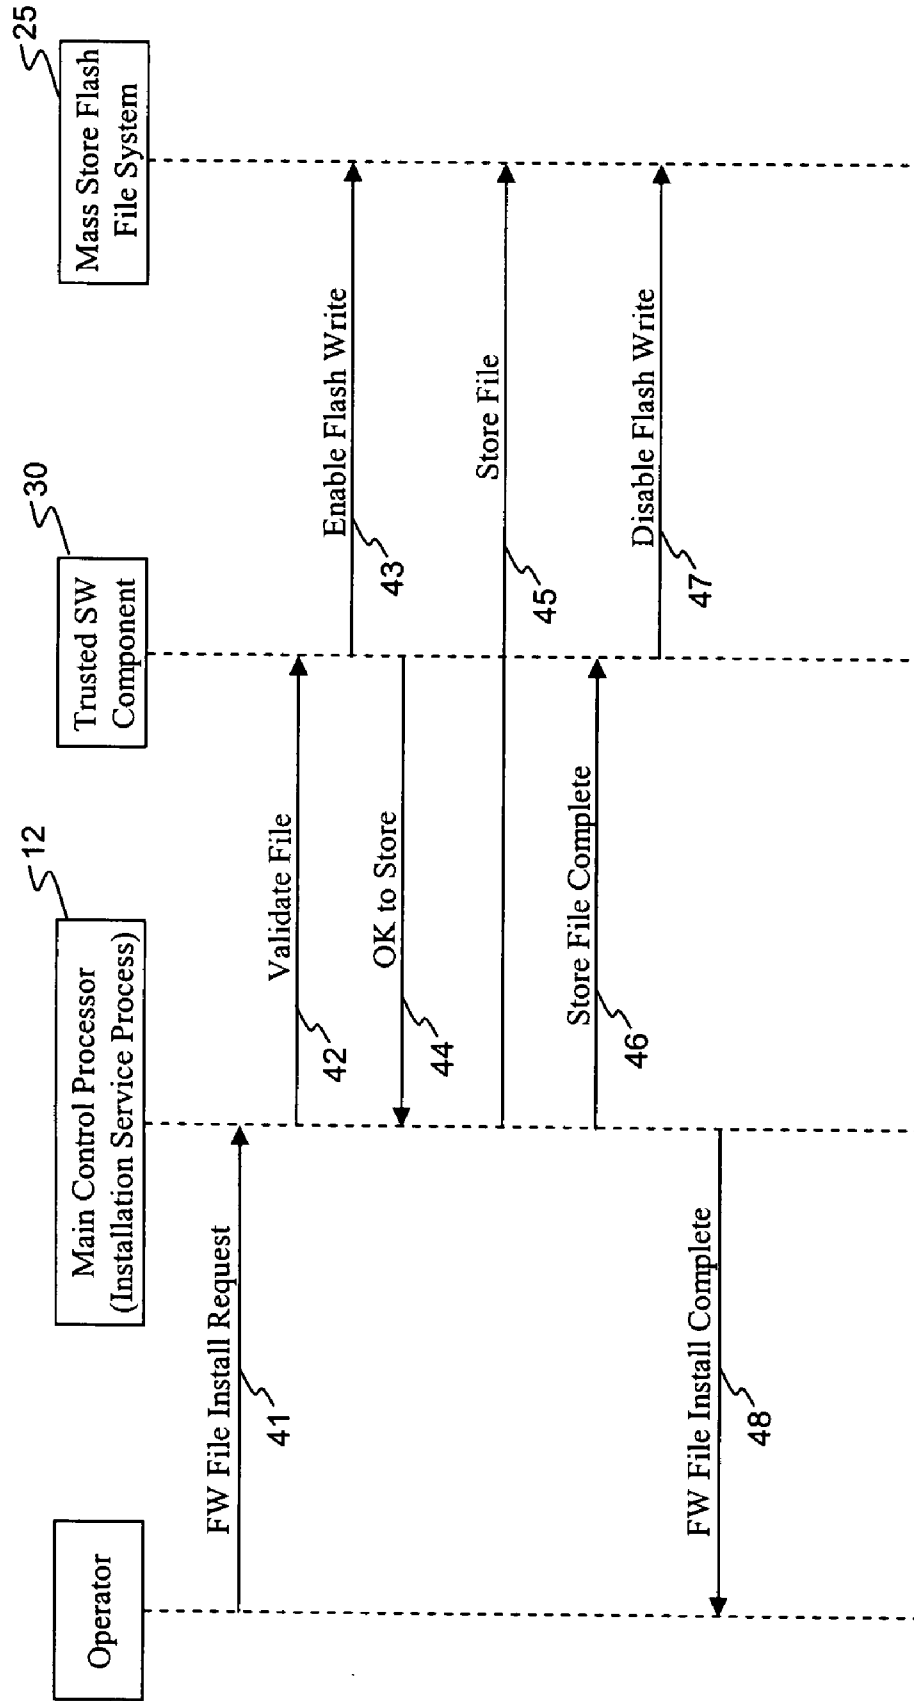 Operator
Main Control Processor
(Installation Service Process)
12
Trusted SW
Component
30
Mass Store Flash
File System
25
FW File Install Request
41
Validate File
42
Enable Flash Write
43
OK to Store
44
Store File
45
Store File Complete
46
Disable Flash Write
47
FW File Install Complete
48